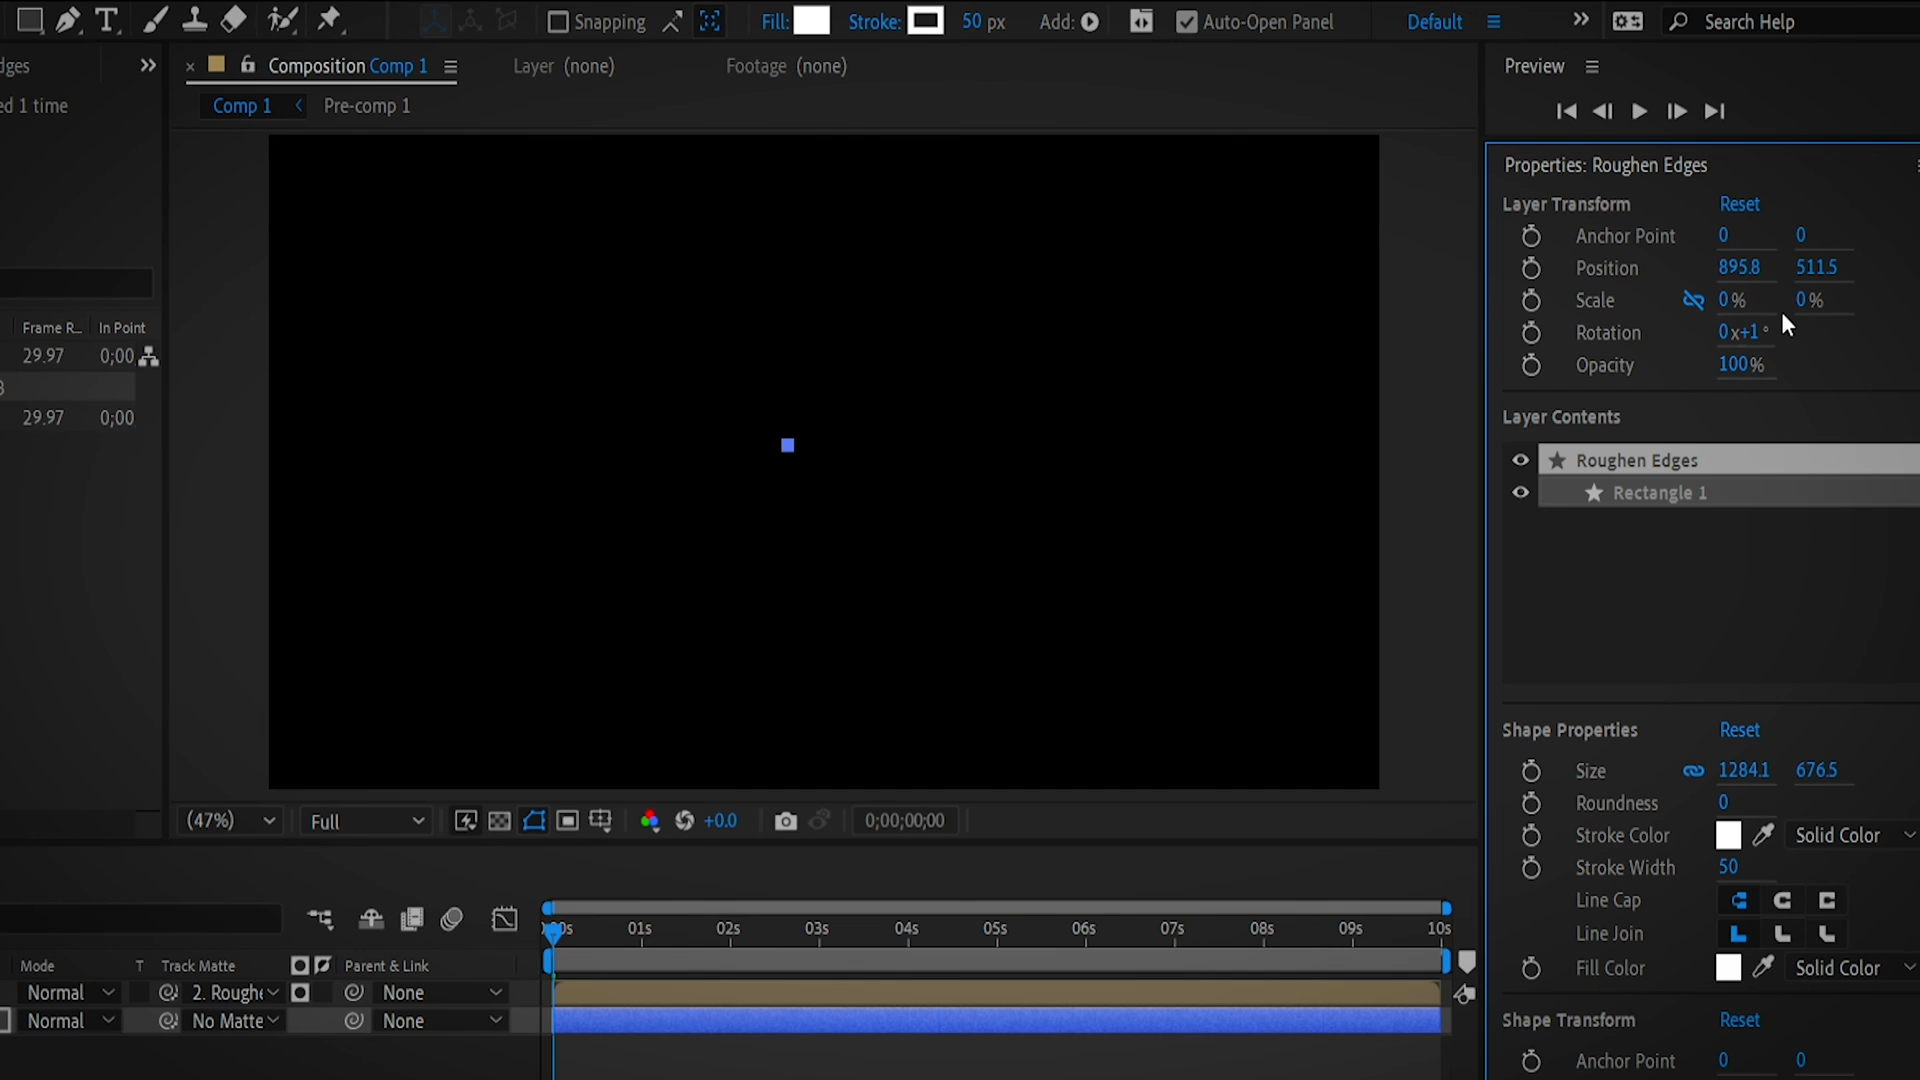 Snapping
Fill:
Stroke:
50 px
Add:
Auto-Open Panel
Default
Search Help
dges
Composition Comp 1
Layer (none)
Footage (none)
Preview
ed 1 time
Comp 1
Pre-comp 1
Properties: Roughen Edges
Layer Transform
Reset
Anchor Point
0
0
Position
895.8
511.5
Scale
0%
0%
Rotation
0x+1°
Opacity
100%
Frame R...
In Point
29.97
0;00
3
29.97
0;00
Layer Contents
Roughen Edges
Rectangle 1
Shape Properties
Reset
Size
1284.1
676.5
Roundness
0
Stroke Color
Solid Color
Stroke Width
50
Line Cap
Line Join
Fill Color
Solid Color
Shape Transform
Reset
Anchor Point
0
0
(47%)
Full
+0.0
0;00;00;00
01s
02s
03s
04s
05s
06s
07s
08s
09s
10s
Mode
T
Track Matte
Parent & Link
Normal
2. Roughe
None
Normal
No Matte
None